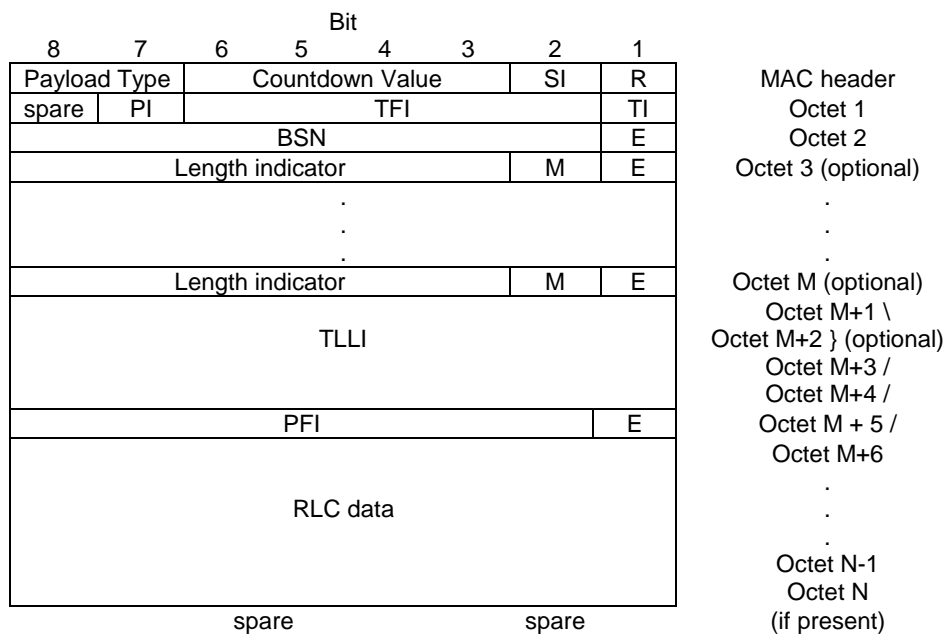 Bit
8 7 6 5 4 3 2 1
Payload Type Countdown Value SI R MAC header
spare PI TFI TI Octet 1
BSN E Octet 2
Length indicator M E Octet 3 (optional)
. .
. .
. .
Length indicator M E Octet M (optional)
Octet M+1 \
TLLI Octet M+2 } (optional)
Octet M+3 /
Octet M+4 /
PFI E Octet M + 5 /
Octet M+6
.
RLC data .
.
Octet N-1
Octet N
spare spare (if present)